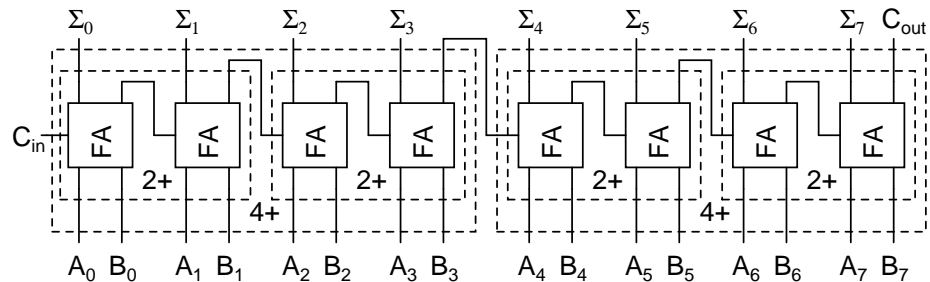 Σ₀ Σ₁ Σ₂ Σ₃ Σ₄ Σ₅ Σ₆ Σ₇ C_out
C_in FA FA FA FA FA FA FA FA
2+ 2+ 2+ 2+
4+ 4+
A₀ B₀ A₁ B₁ A₂ B₂ A₃ B₃ A₄ B₄ A₅ B₅ A₆ B₆ A₇ B₇